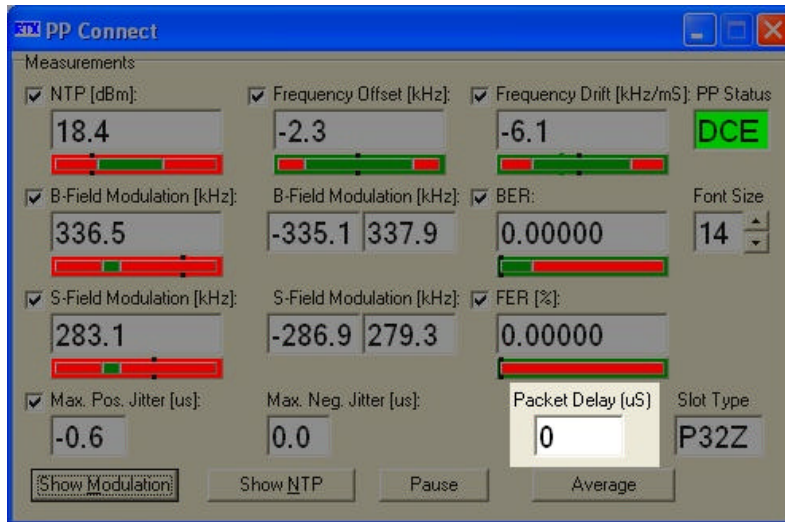 RTX PP Connect
Measurements
NTP [dBm]: Frequency Offset [kHz]: Frequency Drift [kHz/mS]: PP Status
18.4 -2.3 -6.1 DCE
B-Field Modulation [kHz]: B-Field Modulation [kHz]: BER: Font Size
336.5 -335.1 337.9 0.00000 14
S-Field Modulation [kHz]: S-Field Modulation [kHz]: FER [%]:
283.1 -286.9 279.3 0.00000
Max. Pos. Jitter [us]: Max. Neg. Jitter [us]: Packet Delay (uS) Slot Type
-0.6 0.0 0 P32Z
Show Modulation Show NTP Pause Average